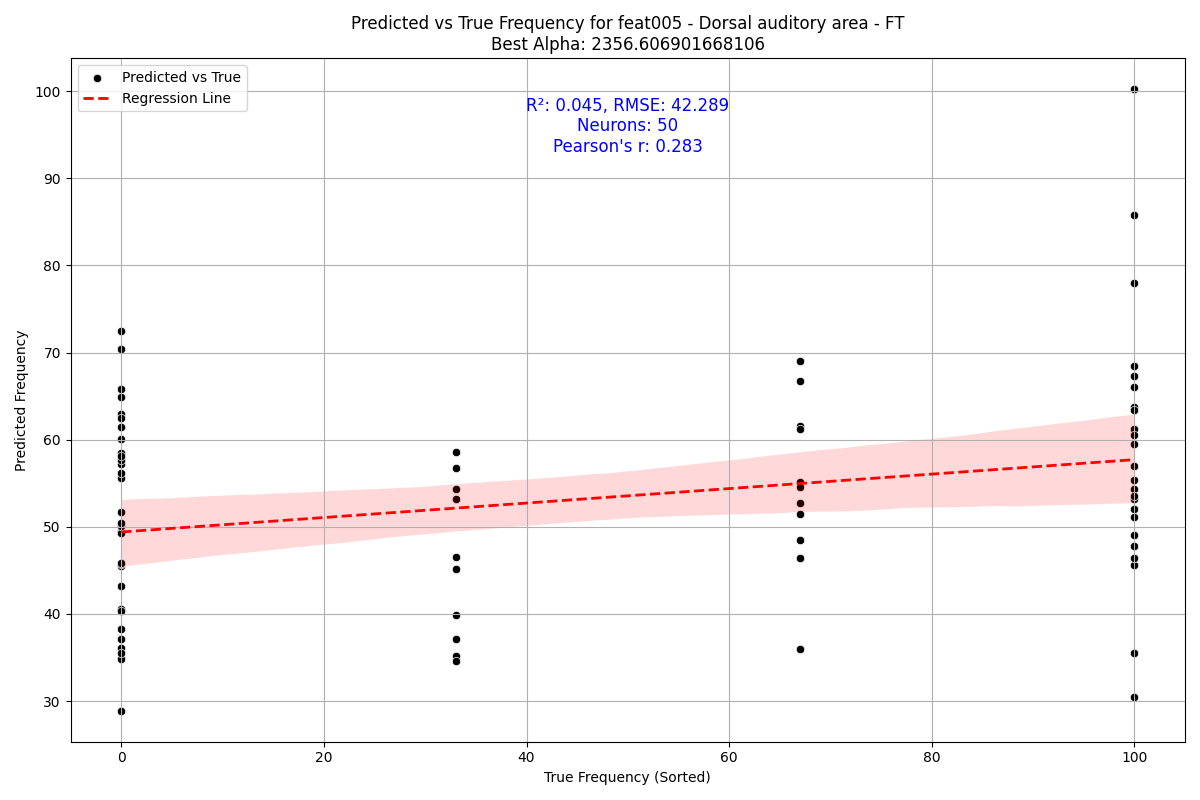 Predicted vs True Frequency for feat005 - Dorsal auditory area - FT
Best Alpha: 2356.606901668106
Predicted vs True
Regression Line
R²: 0.045, RMSE: 42.289
Neurons: 50
Pearson's r: 0.283
Predicted Frequency
100
90
80
70
60
50
40
30
0
20
40
60
80
100
True Frequency (Sorted)